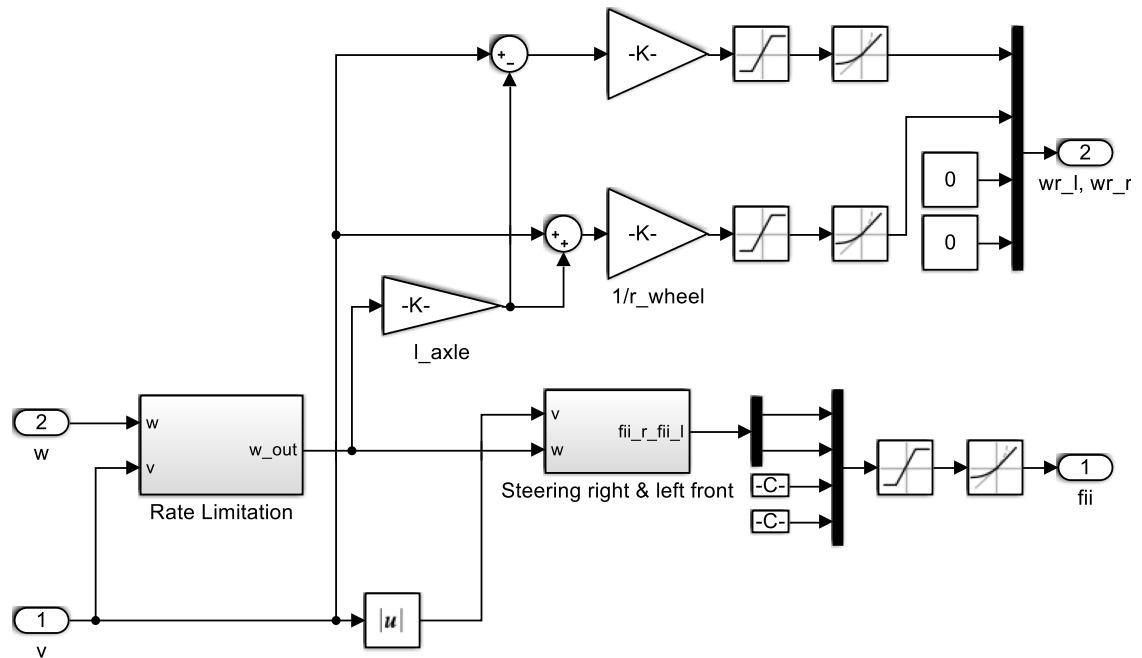 +
−
-K-
2
wr_l, wr_r
0
+
+
-K-
0
1/r_wheel
-K-
l_axle
2
w
w
v
w_out
Rate Limitation
v
w
fii_r_fii_l
Steering right & left front
-C-
-C-
1
fii
1
v
|u|